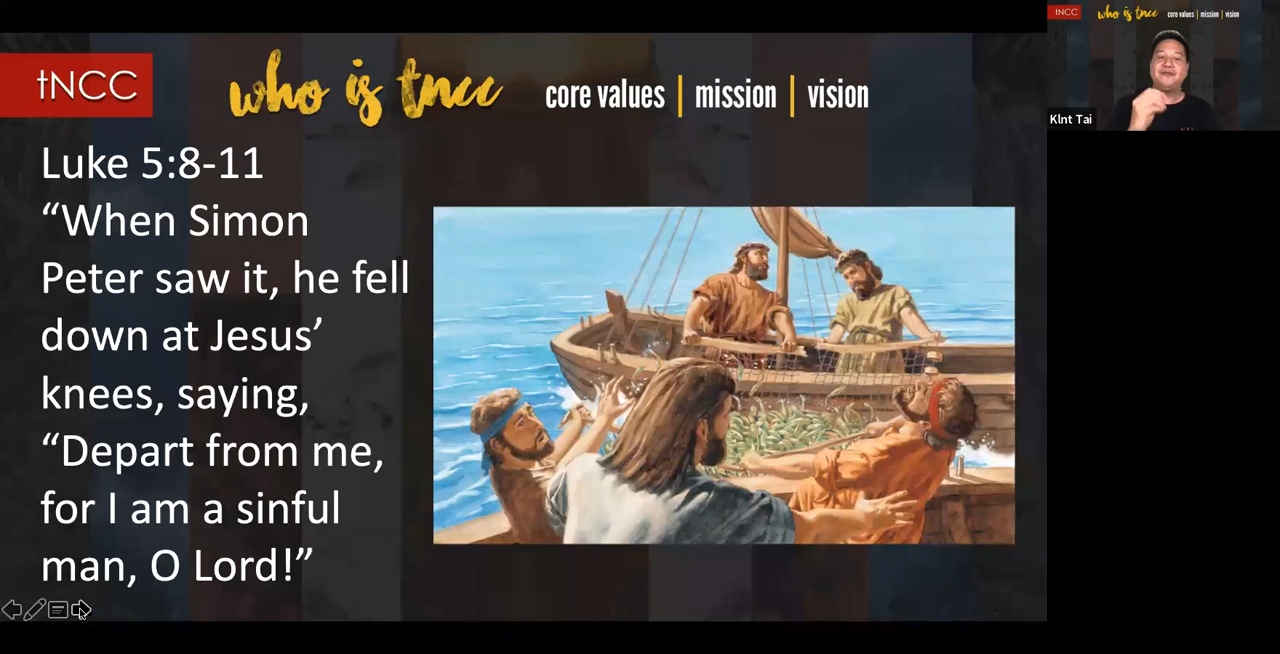 tNCC
who is tncc
core values | mission | vision
Luke 5:8-11
“When Simon
Peter saw it, he fell
down at Jesus’
knees, saying,
“Depart from me,
for I am a sinful
man, O Lord!”
tNCC
who is tncc
core values | mission | vision
Klnt Tai